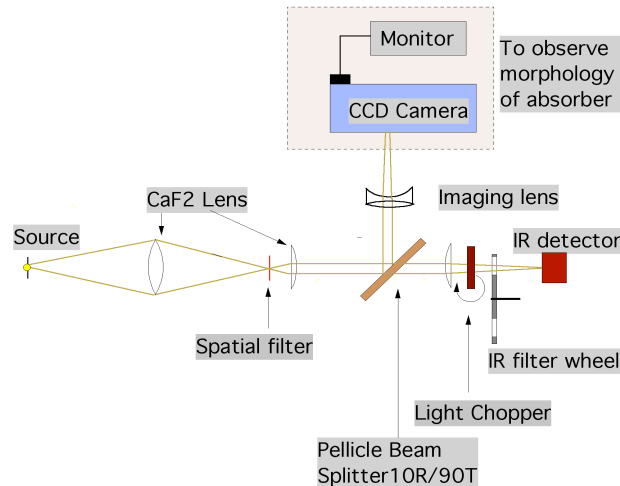 Monitor
To observe
morphology
of absorber
CCD Camera
CaF2 Lens
Imaging lens
Source
IR detector
Spatial filter
IR filter wheel
Light Chopper
Pellicle Beam
Splitter10R/90T